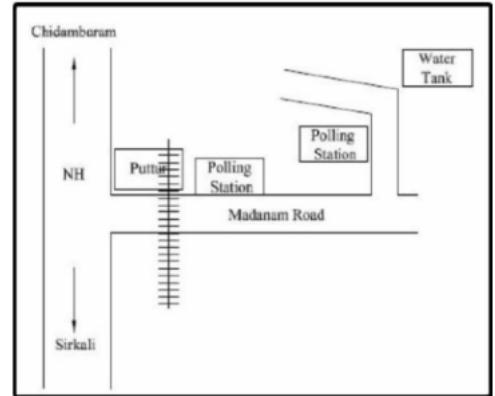 Chidambaram
Water
Tank
Polling
Station
NH
Puttur
Polling
Station
Madanam Road
Sirkali